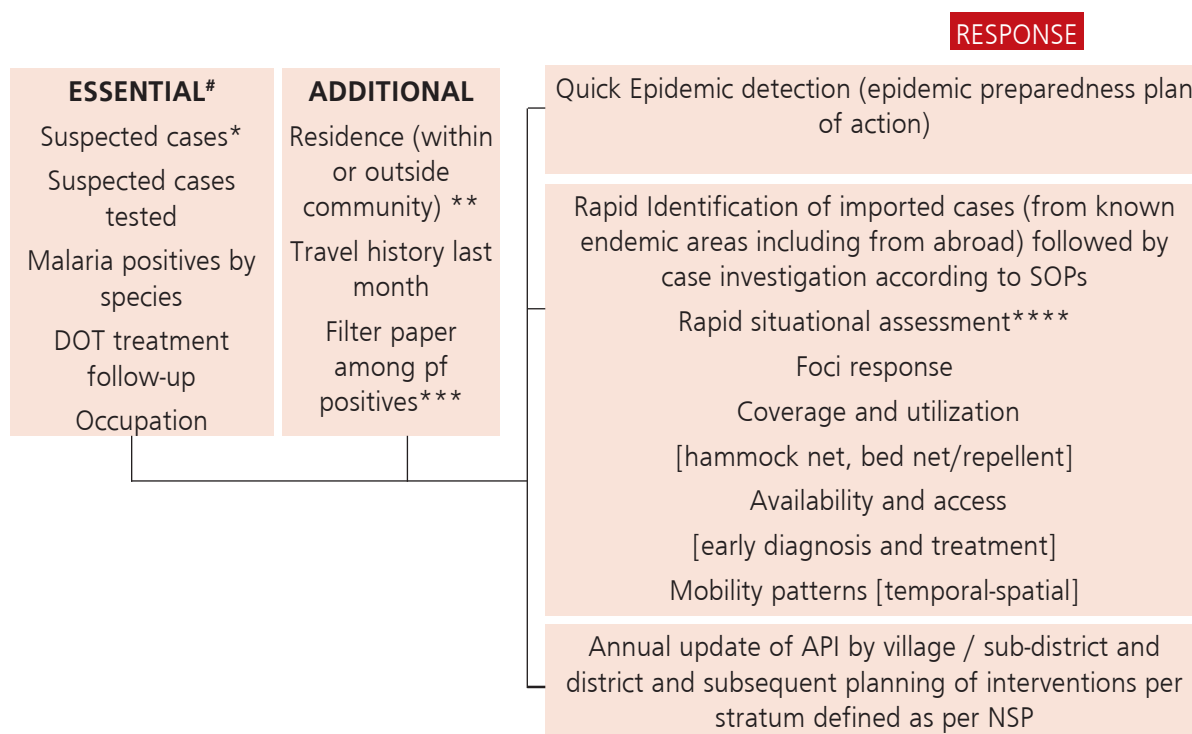 RESPONSE
ESSENTIAL#
Suspected cases*
Suspected cases
tested
Malaria positives by
species
DOT treatment
follow-up
Occupation
ADDITIONAL
Residence (within
or outside
community) **
Travel history last
month
Filter paper
among pf
positives***
Quick Epidemic detection (epidemic preparedness plan
of action)
Rapid Identification of imported cases (from known
endemic areas including from abroad) followed by
case investigation according to SOPs
Rapid situational assessment****
Foci response
Coverage and utilization
[hammock net, bed net/repellent]
Availability and access
[early diagnosis and treatment]
Mobility patterns [temporal-spatial]
Annual update of API by village / sub-district and
district and subsequent planning of interventions per
stratum defined as per NSP